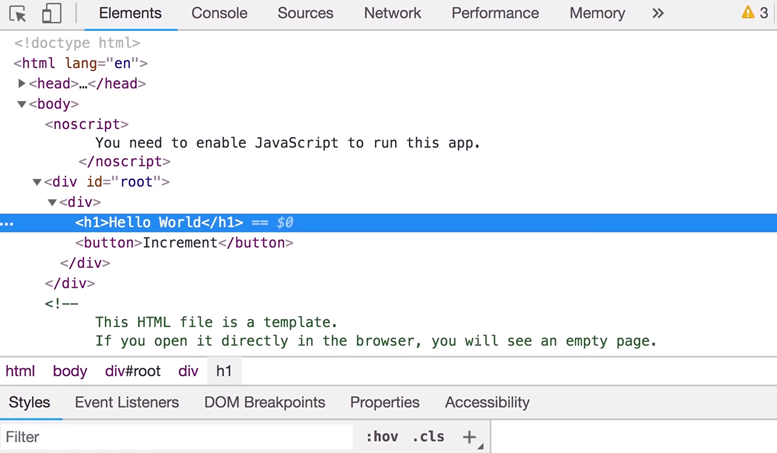 Elements Console Sources Network Performance Memory » 3
<!doctype html>
<html lang="en">
<head>…</head>
<body>
<noscript>
You need to enable JavaScript to run this app.
</noscript>
<div id="root">
<div>
... <h1>Hello World</h1> == $0
<button>Increment</button>
</div>
</div>
<!--
This HTML file is a template.
If you open it directly in the browser, you will see an empty page.
html body div#root div h1
Styles Event Listeners DOM Breakpoints Properties Accessibility
Filter :hov .cls +